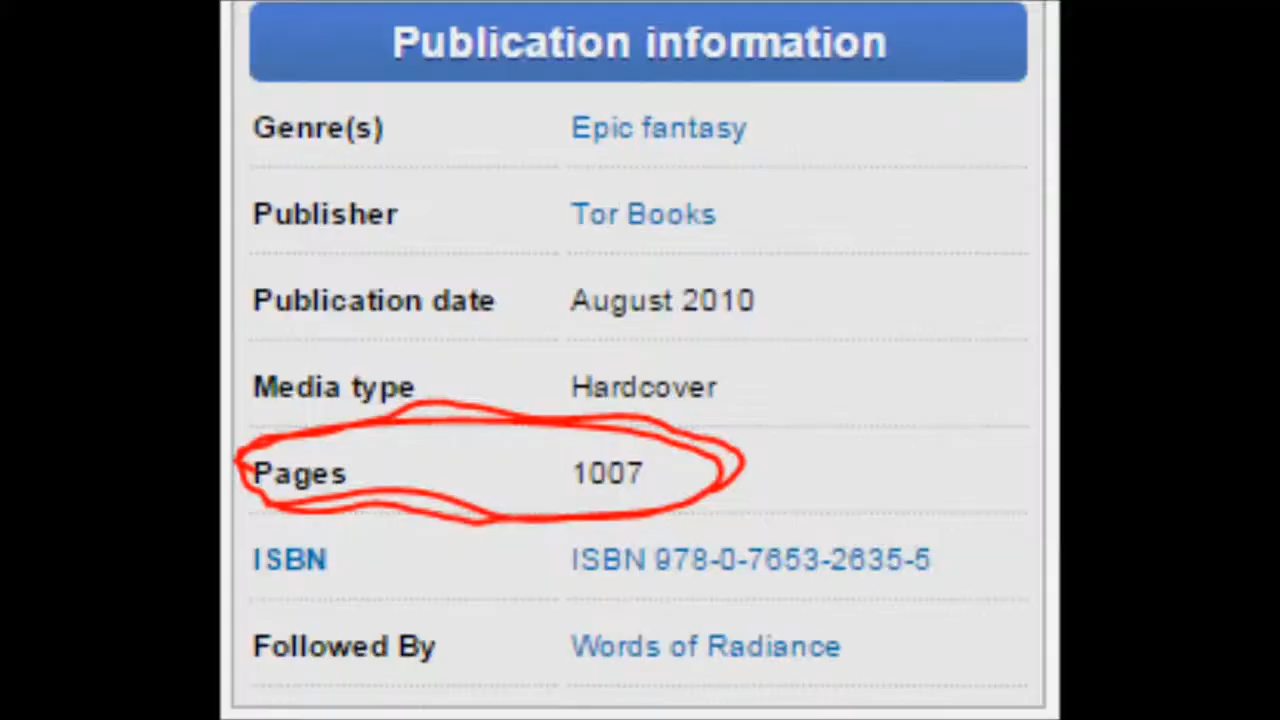 Publication information
Genre(s) Epic fantasy
Publisher Tor Books
Publication date August 2010
Media type Hardcover
Pages 1007
ISBN ISBN 978-0-7653-2635-5
Followed By Words of Radiance